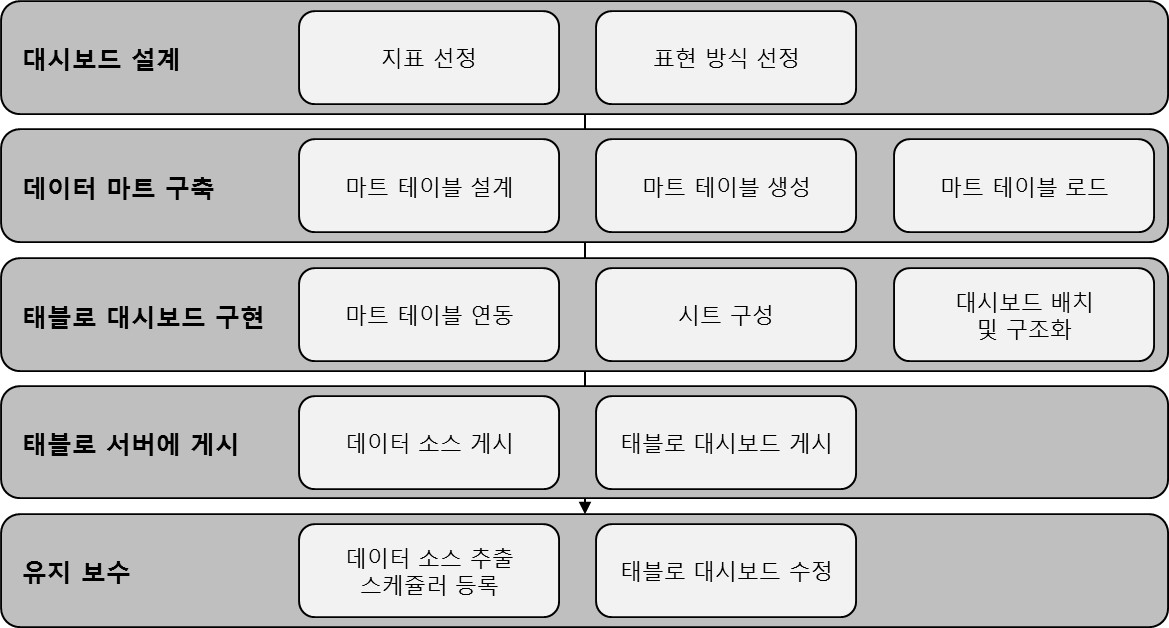 대시보드 설계
지표 선정
표현 방식 선정
데이터 마트 구축
마트 테이블 설계
마트 테이블 생성
마트 테이블 로드
태블로 대시보드 구현
마트 테이블 연동
시트 구성
대시보드 배치
및 구조화
태블로 서버에 게시
데이터 소스 게시
태블로 대시보드 게시
유지 보수
데이터 소스 추출
스케쥴러 등록
태블로 대시보드 수정